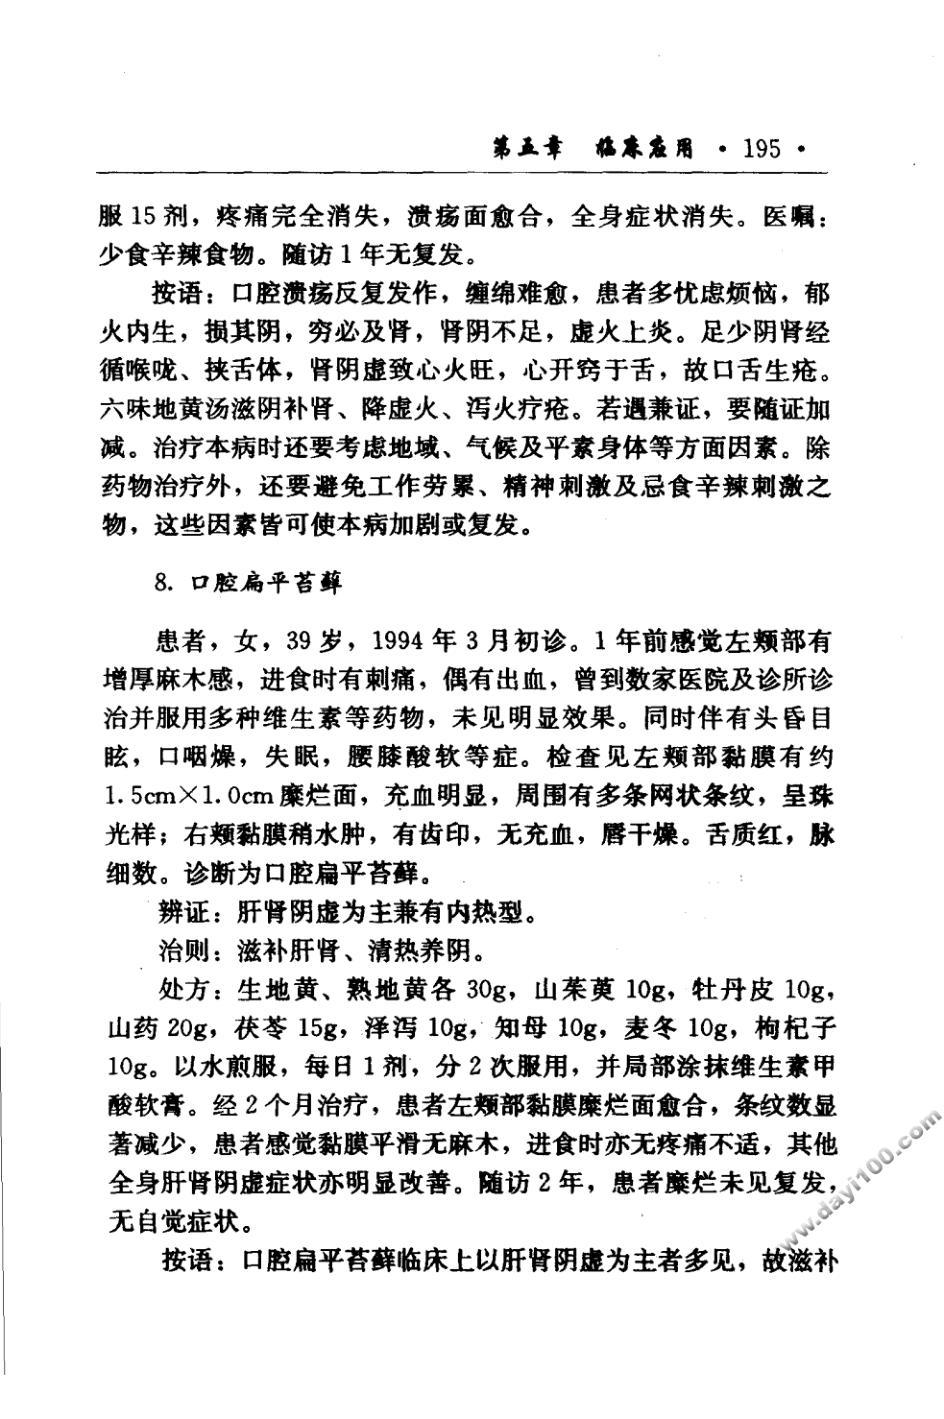 第五章 临床应用 · 195 ·
服 15 剂，疼痛完全消失，溃疡面愈合，全身症状消失。医嘱：
少食辛辣食物。随访 1 年无复发。
按语：口腔溃疡反复发作，缠绵难愈，患者多忧虑烦恼，郁
火内生，损其阴，穷必及肾，肾阴不足，虚火上炎。足少阴肾经
循喉咙、挟舌体，肾阴虚致心火旺，心开窍于舌，故口舌生疮。
六味地黄汤滋阴补肾、降虚火、泻火疗疮。若遇兼证，要随证加
减。治疗本病时还要考虑地域、气候及平素身体等方面因素。除
药物治疗外，还要避免工作劳累、精神刺激及忌食辛辣刺激之
物，这些因素皆可使本病加剧或复发。
8. 口腔扁平苔藓
患者，女，39 岁，1994 年 3 月初诊。1 年前感觉左颊部有
增厚麻木感，进食时有刺痛，偶有出血，曾到数家医院及诊所诊
治并服用多种维生素等药物，未见明显效果。同时伴有头昏目
眩，口咽燥，失眠，腰膝酸软等症。检查见左颊部黏膜有约
1.5cm×1.0cm 糜烂面，充血明显，周围有多条网状条纹，呈珠
光样；右颊黏膜稍水肿，有齿印，无充血，唇干燥。舌质红，脉
细数。诊断为口腔扁平苔藓。
辨证：肝肾阴虚为主兼有内热型。
治则：滋补肝肾、清热养阴。
处方：生地黄、熟地黄各 30g，山茱萸 10g，牡丹皮 10g，
山药 20g，茯苓 15g，泽泻 10g，知母 10g，麦冬 10g，枸杞子
10g。以水煎服，每日 1 剂，分 2 次服用，并局部涂抹维生素甲
酸软膏。经 2 个月治疗，患者左颊部黏膜糜烂面愈合，条纹数显
著减少，患者感觉黏膜平滑无麻木，进食时亦无疼痛不适，其他
全身肝肾阴虚症状亦明显改善。随访 2 年，患者糜烂未见复发，
无自觉症状。
按语：口腔扁平苔藓临床上以肝肾阴虚为主者多见，故滋补
www.dayi100.com